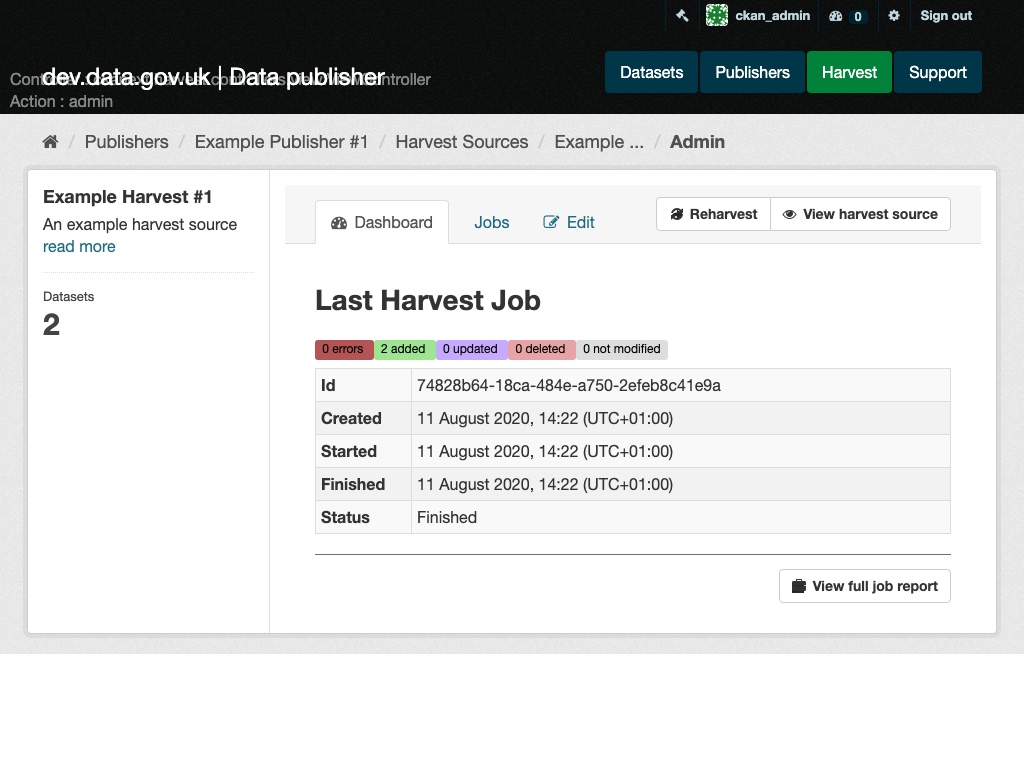 ckan_admin 0 Sign out
dev.data.gov.uk | Data publisher
Action : admin
Datasets Publishers Harvest Support
/ Publishers / Example Publisher #1 / Harvest Sources / Example ... / Admin
Example Harvest #1
An example harvest source
read more
Datasets
2
Dashboard Jobs Edit Reharvest View harvest source
Last Harvest Job
0 errors 2 added 0 updated 0 deleted 0 not modified
Id 74828b64-18ca-484e-a750-2efeb8c41e9a
Created 11 August 2020, 14:22 (UTC+01:00)
Started 11 August 2020, 14:22 (UTC+01:00)
Finished 11 August 2020, 14:22 (UTC+01:00)
Status Finished
View full job report